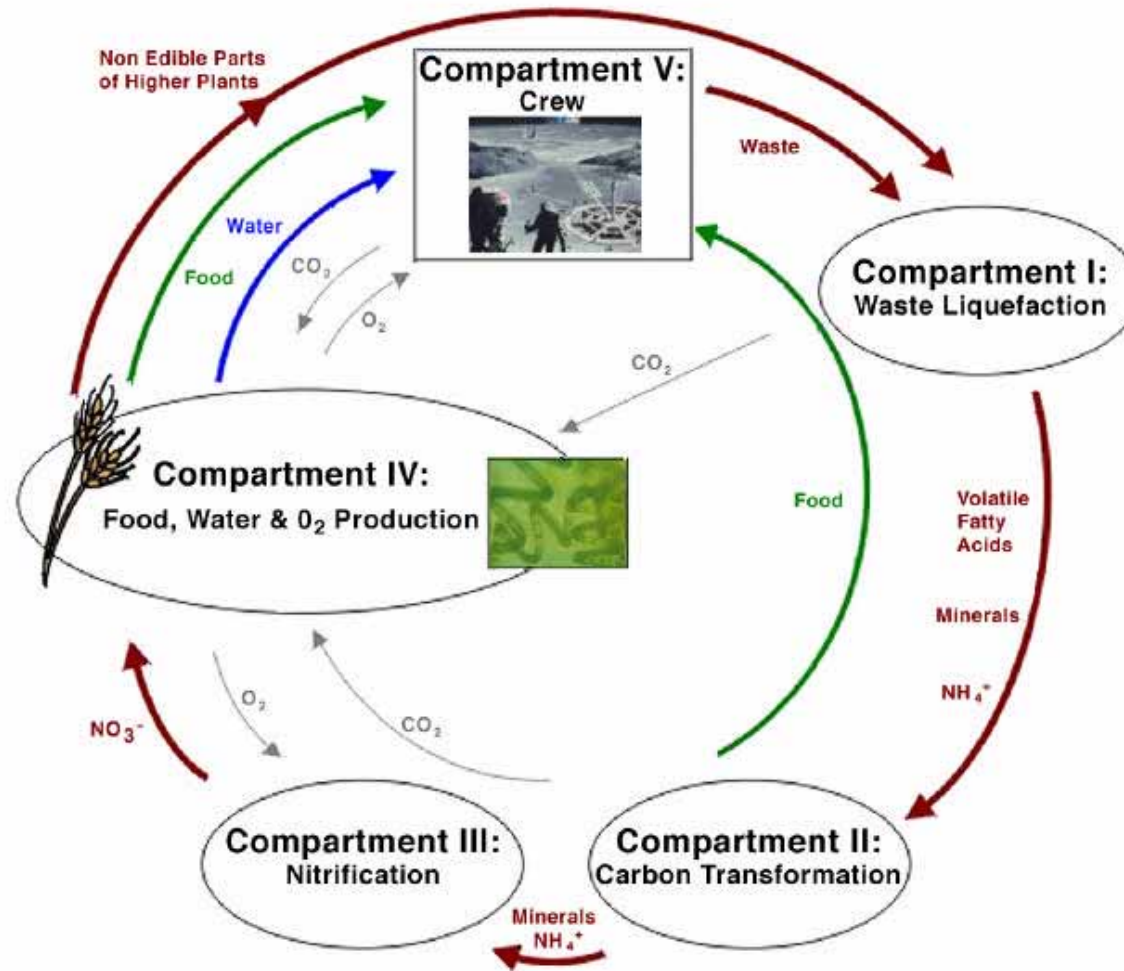 Non Edible Parts
of Higher Plants
Compartment V:
Crew
Waste
Water
Food
CO₂
O₂
Compartment I:
Waste Liquefaction
CO₂
Compartment IV:
Food, Water & 0₂ Production
Food
Volatile
Fatty
Acids
Minerals
NH₄⁺
O₂
CO₂
NO₃⁻
Compartment III:
Nitrification
Compartment II:
Carbon Transformation
Minerals
NH₄⁺